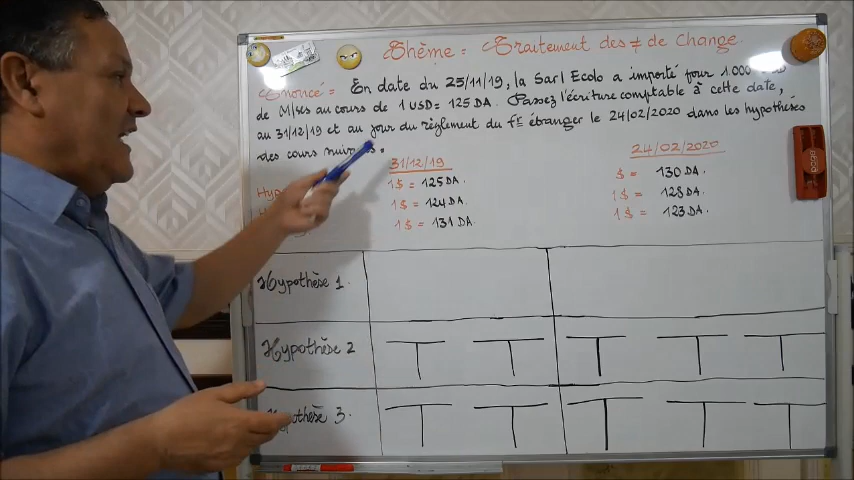 Thème = Traitement des ≠ de Change.
Enoncé = En date du 25/11/19, la Sarl Ecolo a importé pour 1.000
de M/ses au cours de 1 USD = 125 DA. Passez l'écriture comptable à cette date,
au 31/12/19 et au jour du règlement du fr étranger le 24/02/2020 dans les hypothèses
des cours suivants =
31/12/19 24/02/2020
1$ = 125 DA. $ = 130 DA.
1$ = 124 DA. 1$ = 128 DA.
1$ = 131 DA. 1$ = 123 DA.
Hypothèse 1.
Hypothèse 2
Hypothèse 3.